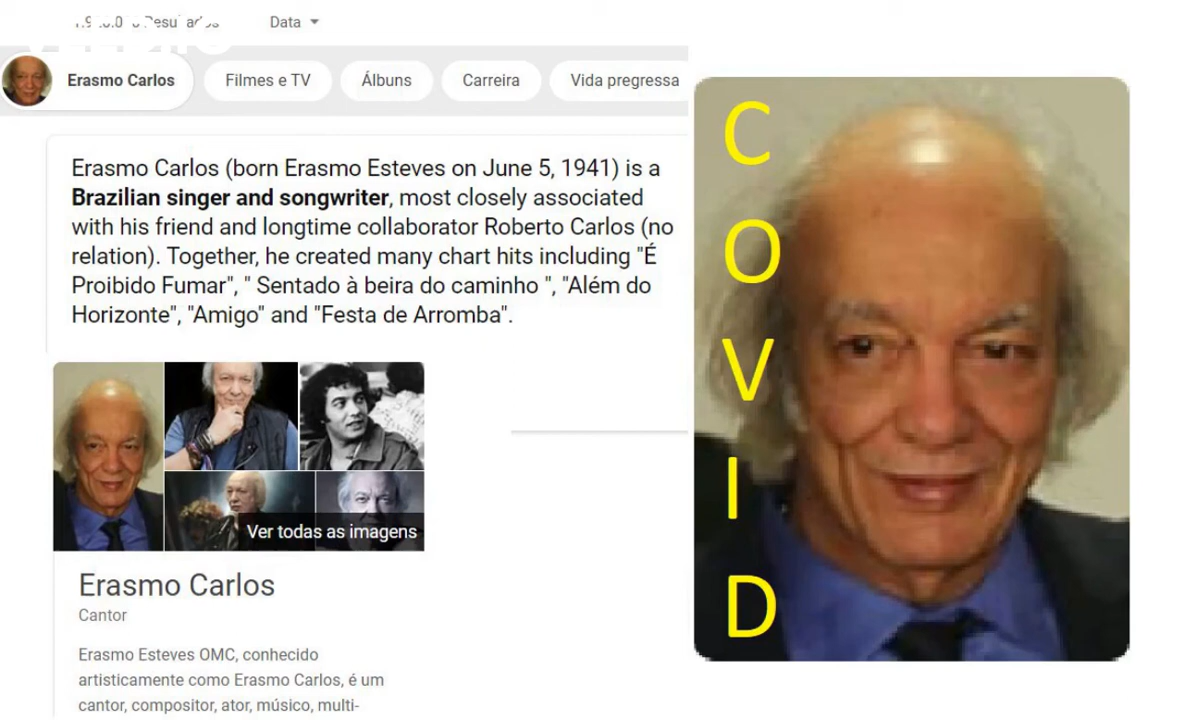 Data
Erasmo Carlos
Filmes e TV
Álbuns
Carreira
Vida pregressa
Erasmo Carlos (born Erasmo Esteves on June 5, 1941) is a
Brazilian singer and songwriter, most closely associated
with his friend and longtime collaborator Roberto Carlos (no
relation). Together, he created many chart hits including "É
Proibido Fumar", " Sentado à beira do caminho ", "Além do
Horizonte", "Amigo" and "Festa de Arromba".
Ver todas as imagens
Erasmo Carlos
Cantor
Erasmo Esteves OMC, conhecido
artisticamente como Erasmo Carlos, é um
cantor, compositor, ator, músico, multi-
C
O
V
I
D